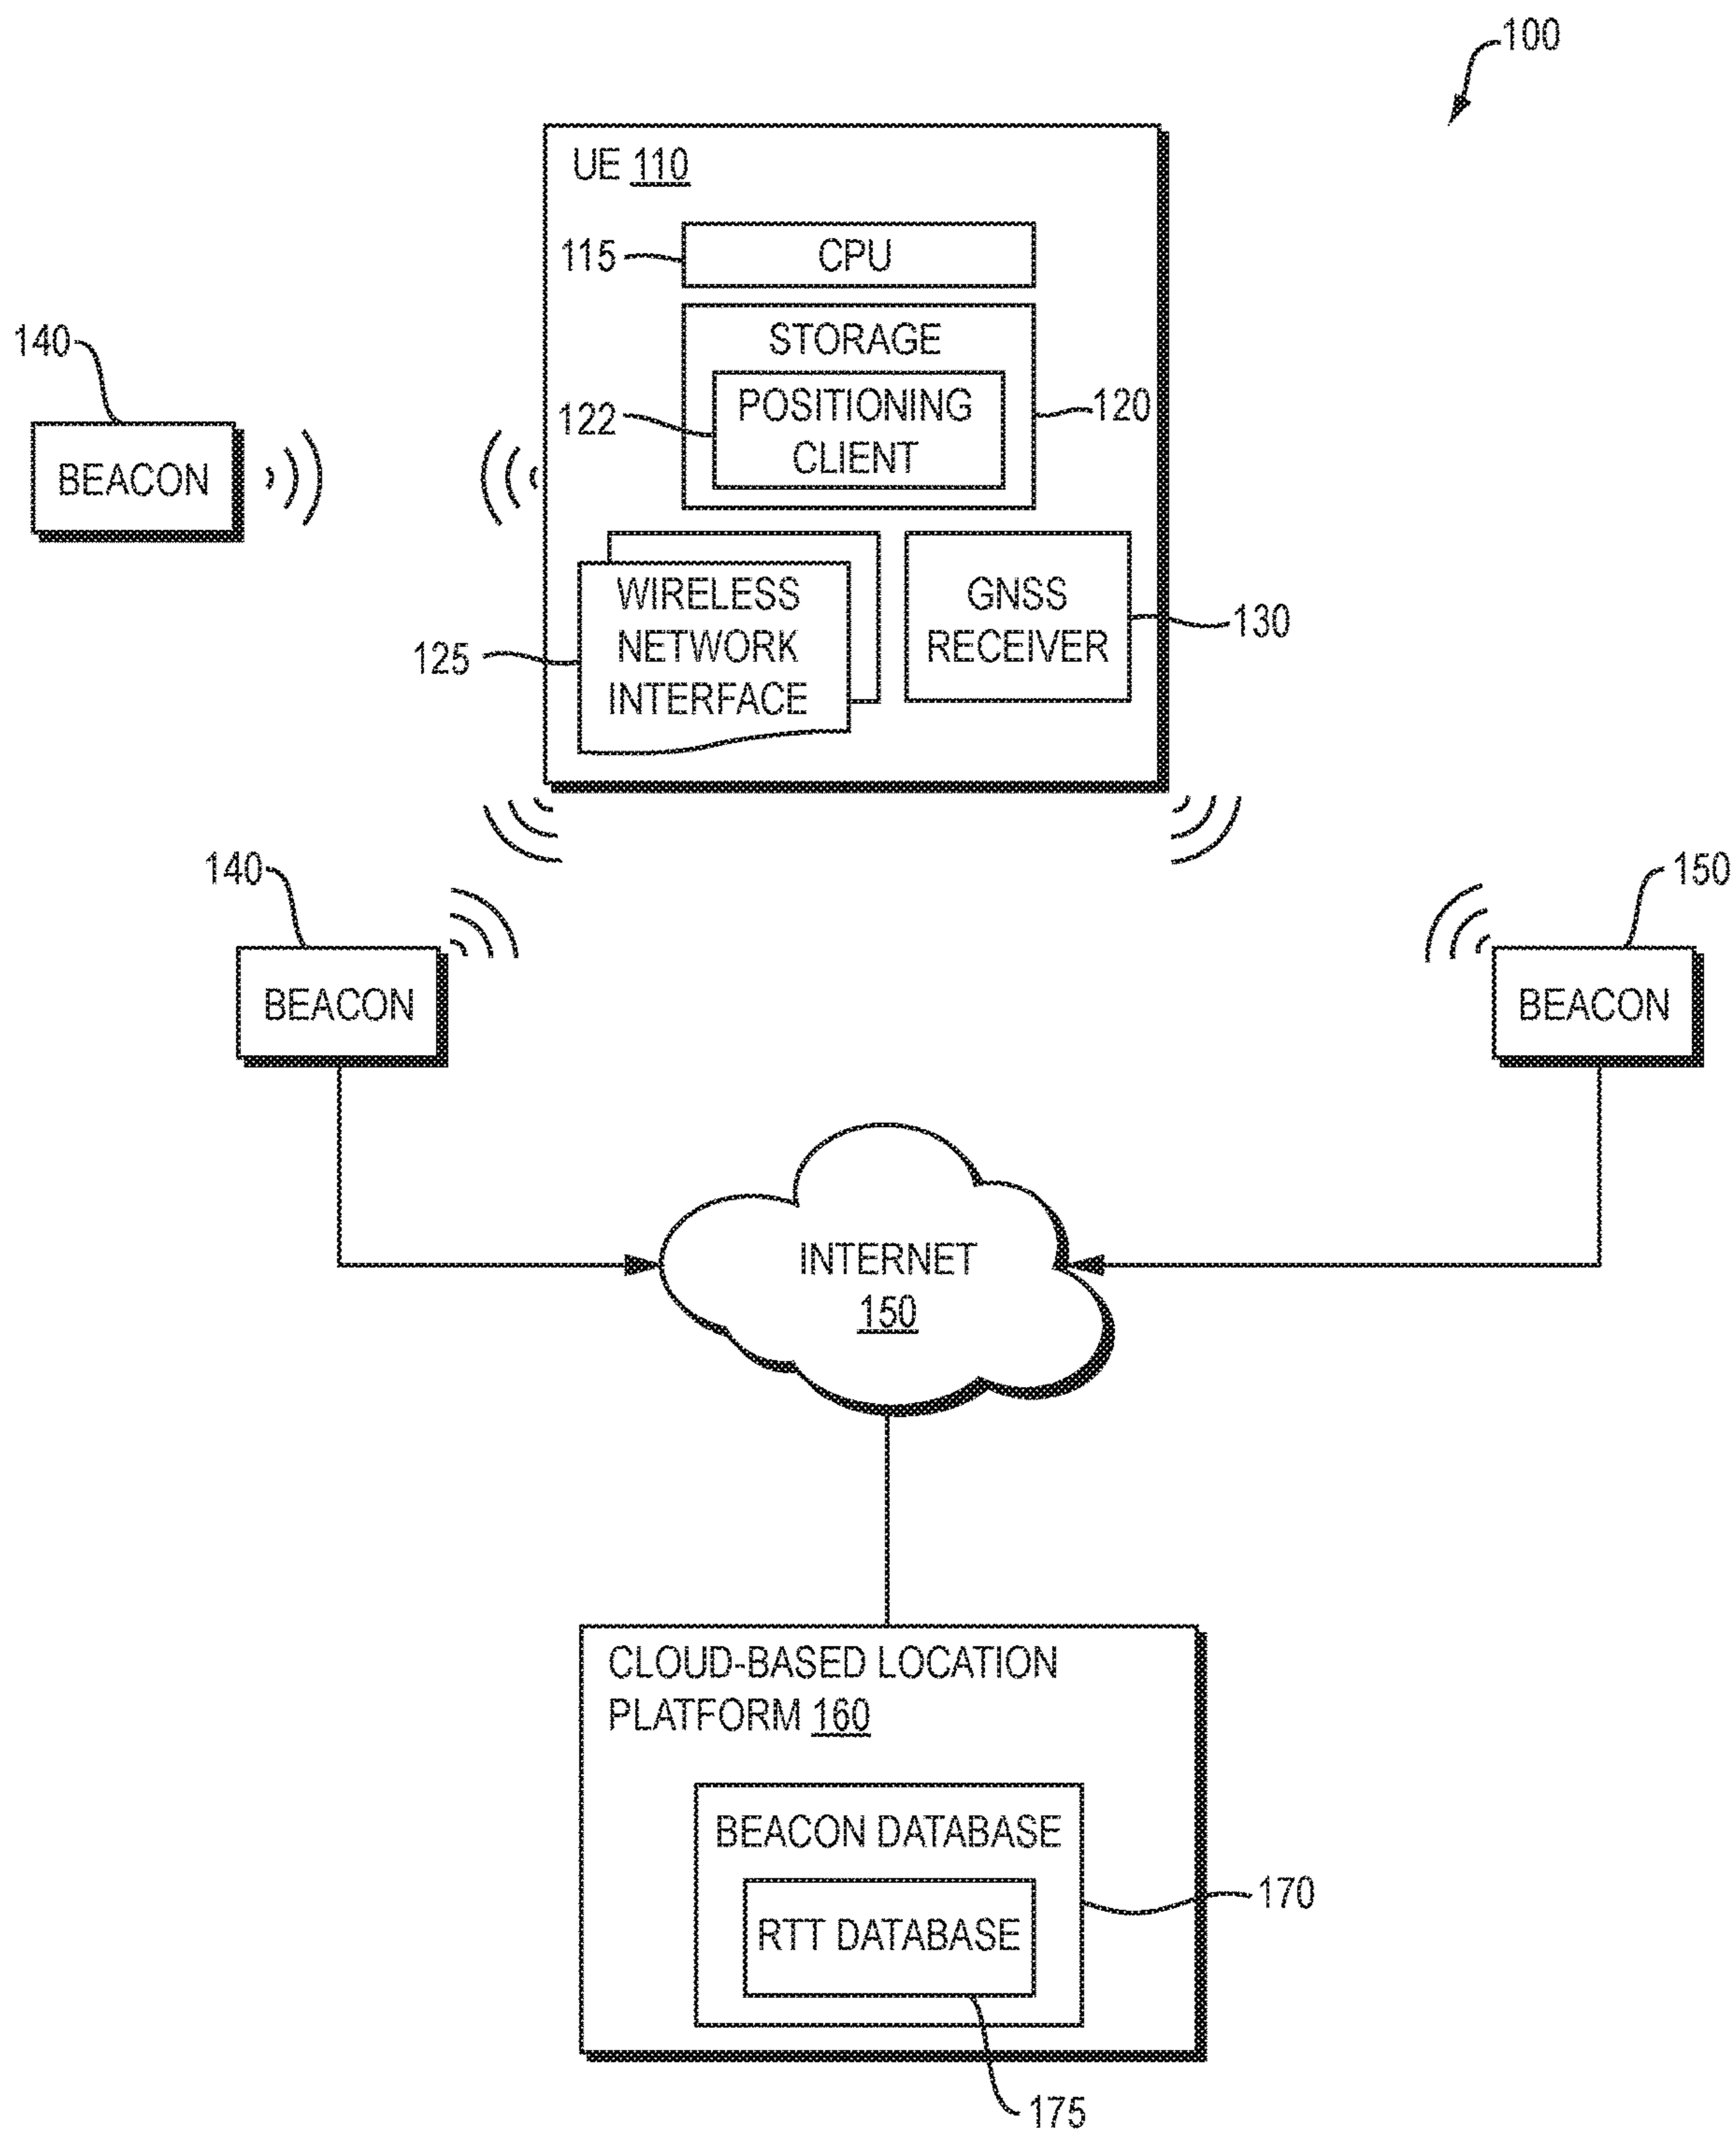 100
UE 110
115
CPU
STORAGE
140
122
POSITIONING
CLIENT
120
BEACON
WIRELESS
NETWORK
INTERFACE
125
GNSS
RECEIVER
130
140
BEACON
150
BEACON
INTERNET
150
CLOUD-BASED LOCATION
PLATFORM 160
BEACON DATABASE
RTT DATABASE
170
175